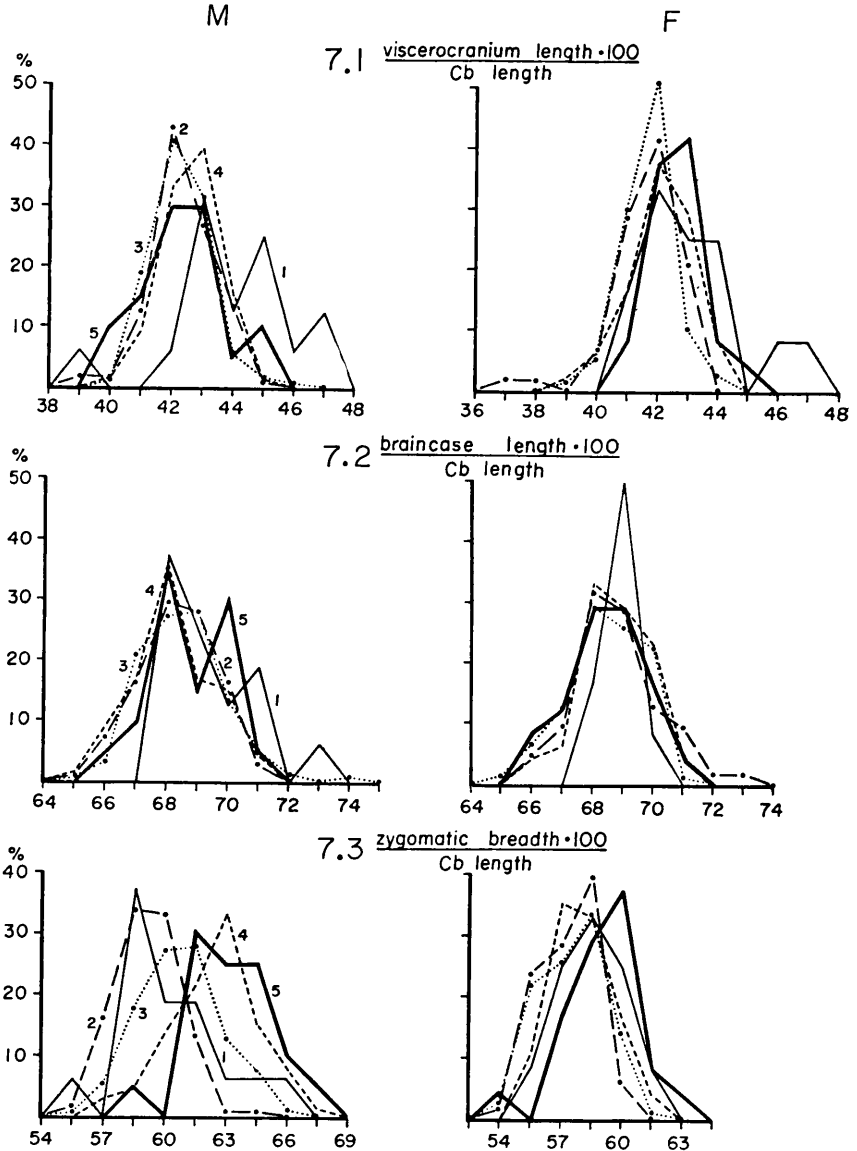 M F
7.1 viscerocranium length·100
Cb length
%
50
40
30
20
10
2
4
3
1
5
38 40 42 44 46 48
36 38 40 42 44 46 48
7.2 braincase length·100
Cb length
%
50
40
30
20
10
4
5
3
2
1
64 66 68 70 72 74
64 66 68 70 72 74
7.3 zygomatic breadth·100
Cb length
%
40
30
20
10
4
5
2
3
1
54 57 60 63 66 69
54 57 60 63